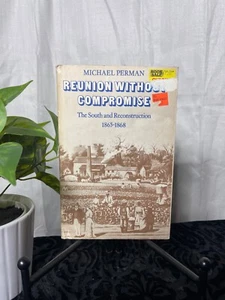 MICHAEL PERMAN
REUNION WITHOUT
COMPROMISE
The South and Reconstruction
1865-1868